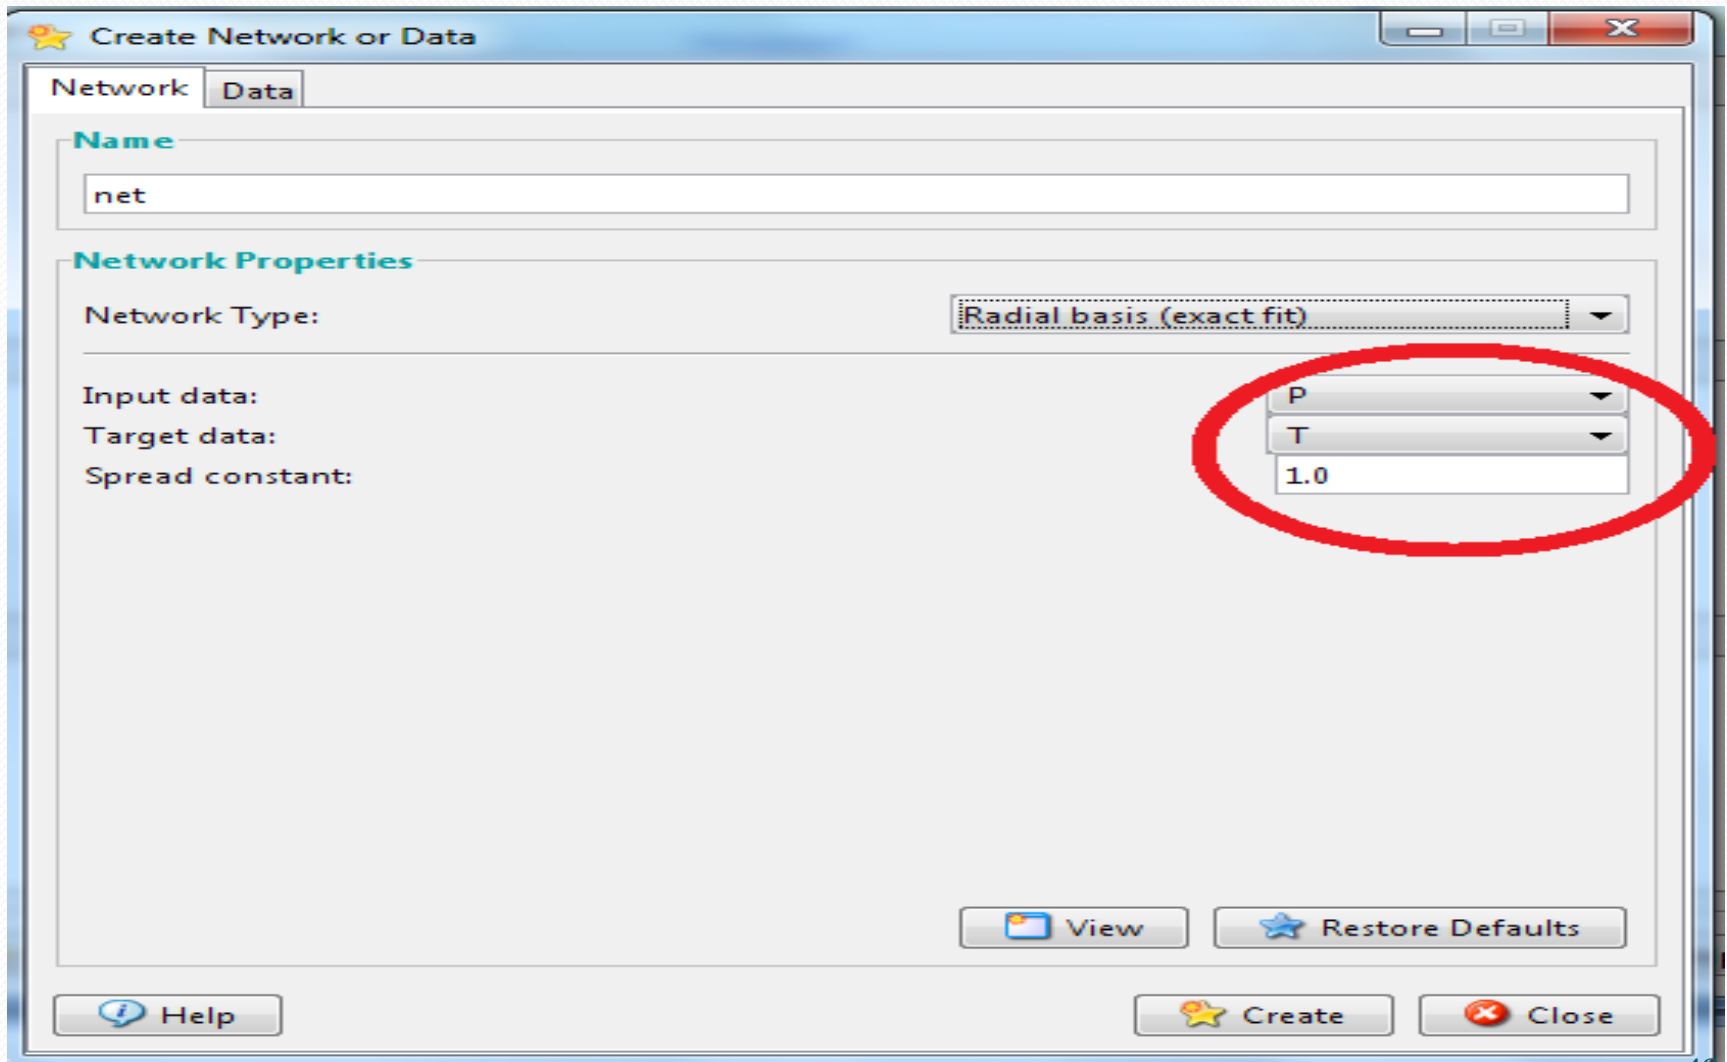 Create Network or Data
Network Data
Name
net
Network Properties
Network Type: Radial basis (exact fit)
Input data: P
Target data: T
Spread constant: 1.0
View Restore Defaults
Help Create Close